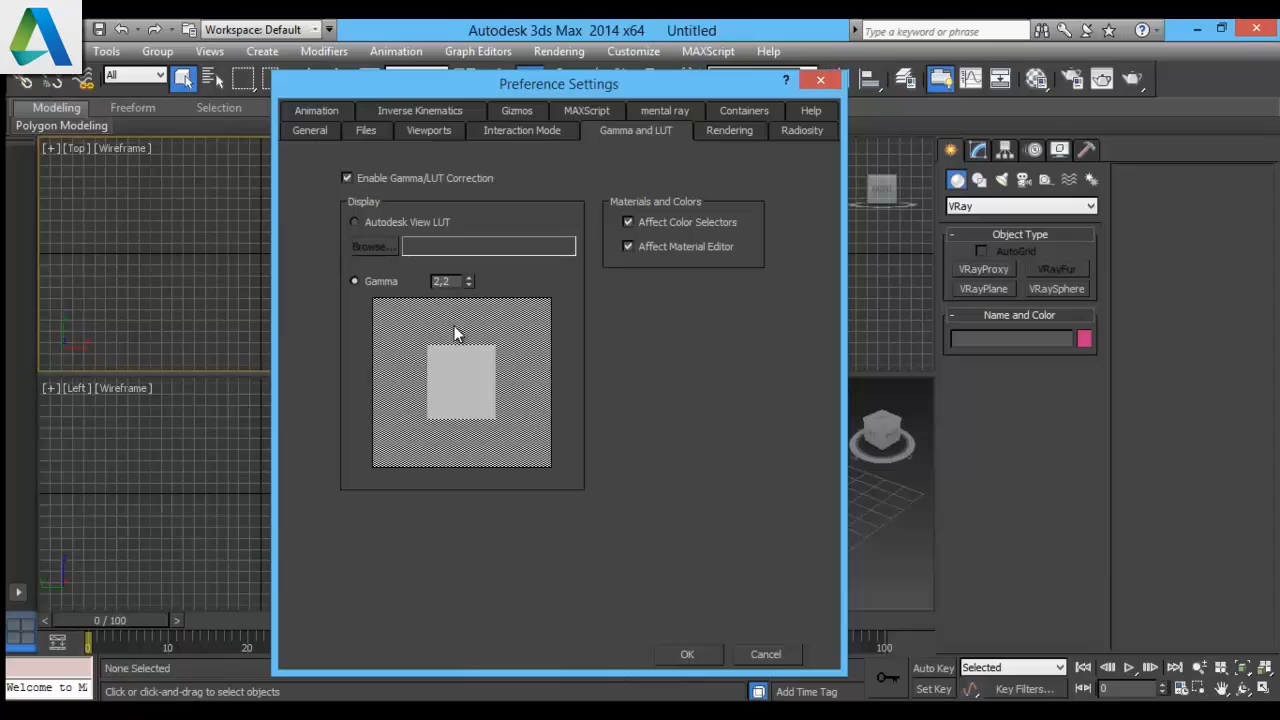 Workspace: Default
Autodesk 3ds Max 2014 x64 Untitled
Type a keyword or phrase
Tools Group Views Create Modifiers Animation Graph Editors Rendering Customize MAXScript Help
All
Preference Settings
Modeling Freeform Selection
Polygon Modeling
Animation Inverse Kinematics Gizmos MAXScript mental ray Containers Help
General Files Viewports Interaction Mode Gamma and LUT Rendering Radiosity
[+][Top][Wireframe]
Enable Gamma/LUT Correction
Display
Autodesk View LUT
Browse...
Gamma 2,2
Materials and Colors
Affect Color Selectors
Affect Material Editor
FRONT
VRay
- Object Type
AutoGrid
VRayProxy VRayFur
VRayPlane VRaySphere
- Name and Color
[+][Left][Wireframe]
OK Cancel
< 0 / 100 >
0 10 20 100
None Selected
Welcome to M
Click or click-and-drag to select objects
Add Time Tag
Auto Key Selected
Set Key Key Filters... 0